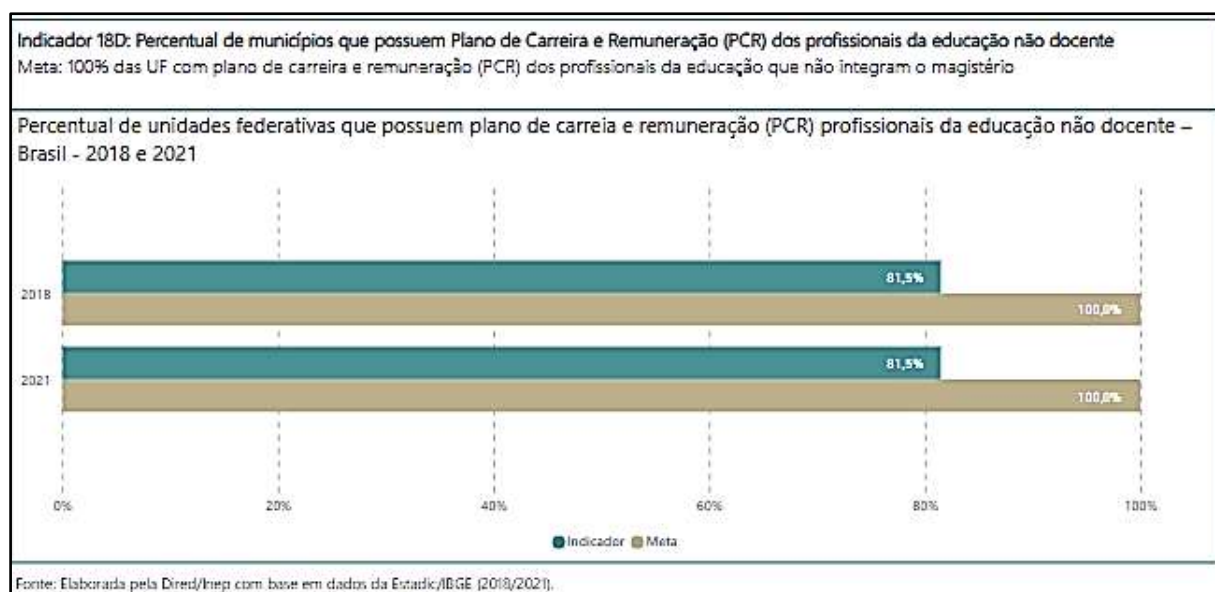 Indicador 18D: Percentual de municípios que possuem Plano de Carreira e Remuneração (PCR) dos profissionais da educação não docente
Meta: 100% das UF com plano de carreira e remuneração (PCR) dos profissionais da educação que não integram o magistério
Percentual de unidades federativas que possuem plano de carreia e remuneração (PCR) profissionais da educação não docente –
Brasil - 2018 e 2021
81,5%
2018
100,0%
81,5%
2021
100,0%
0% 20% 40% 60% 80% 100%
Indicador Meta
Fonte: Elaborada pela Dired/Inep com base em dados da Estadic/IBGE (2018/2021).